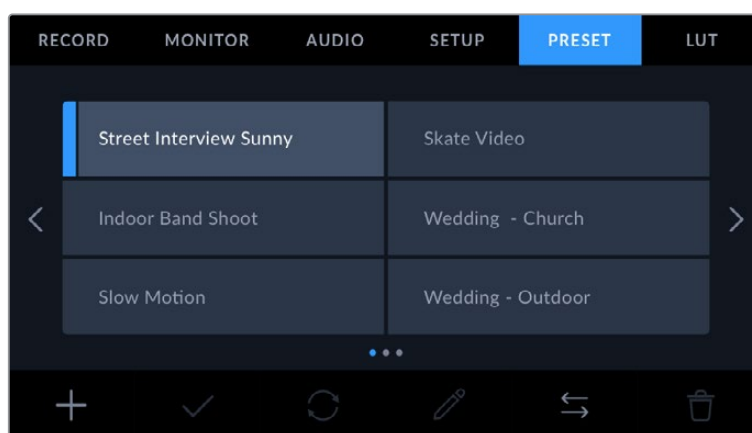 RECORD MONITOR AUDIO SETUP PRESET LUT
Street Interview Sunny
Skate Video
Indoor Band Shoot
Wedding - Church
Slow Motion
Wedding - Outdoor